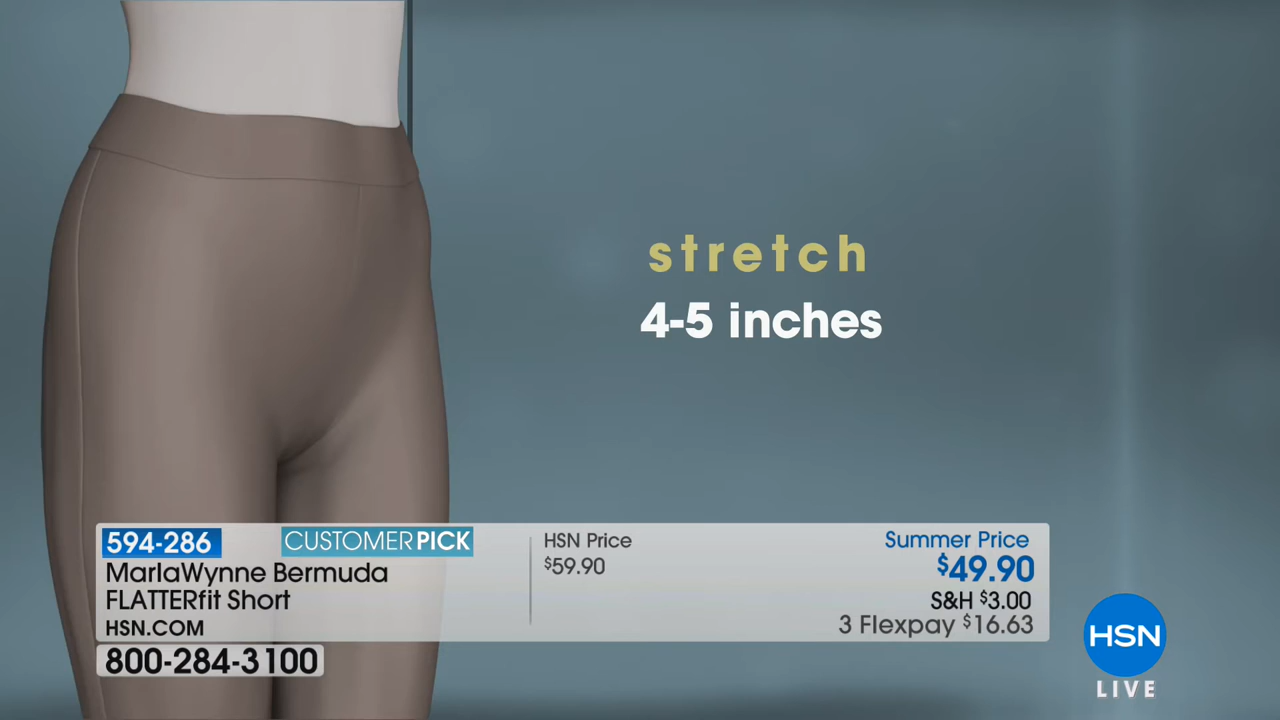 stretch
4-5 inches
594-286
CUSTOMERPICK
MarlaWynne Bermuda
FLATTERfit Short
HSN.COM
800-284-3100
HSN Price
$59.90
Summer Price
$49.90
S&H $3.00
3 Flexpay $16.63
HSN
LIVE